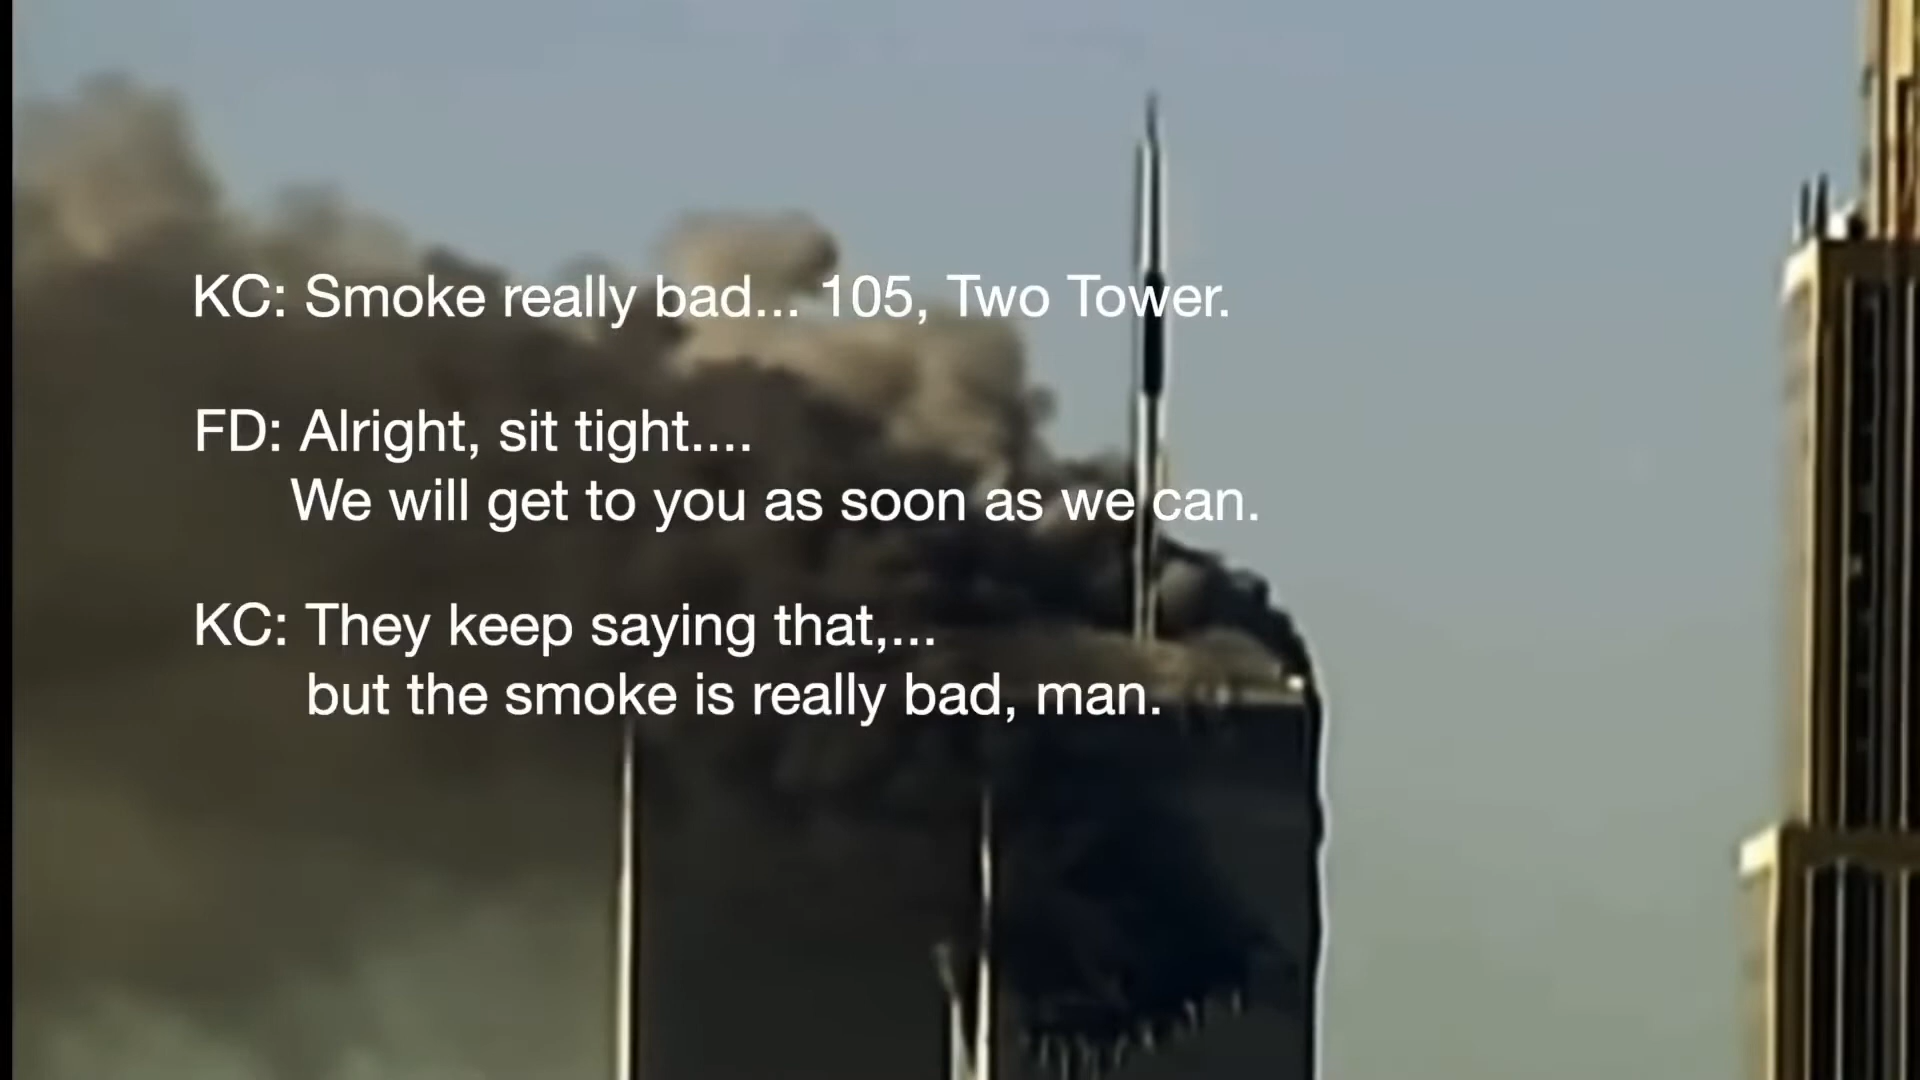 KC: Smoke really bad... 105, Two Tower.
FD: Alright, sit tight....
We will get to you as soon as we can.
KC: They keep saying that,...
but the smoke is really bad, man.